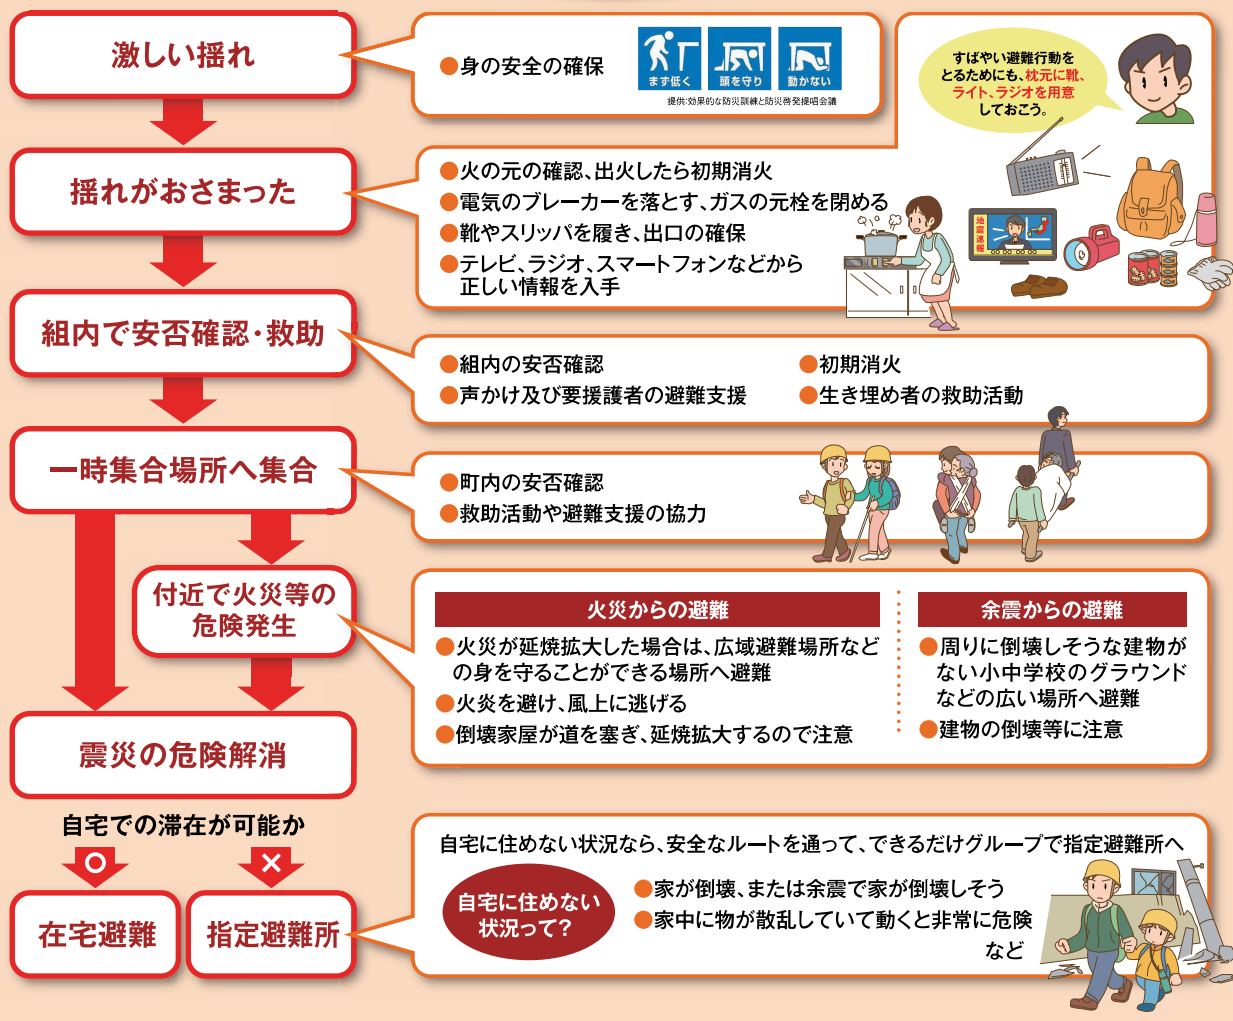 激しい揺れ
●身の安全の確保
まず低く
頭を守り
動かない
提供:効果的な防災訓練と防災啓発提唱会議
すばやい避難行動を
とるためにも、枕元に靴、
ライト、ラジオを用意
しておこう。
揺れがおさまった
●火の元の確認、出火したら初期消火
●電気のブレーカーを落とす、ガスの元栓を閉める
●靴やスリッパを履き、出口の確保
●テレビ、ラジオ、スマートフォンなどから
正しい情報を入手
地震速報
組内で安否確認・救助
●組内の安否確認
●声かけ及び要援護者の避難支援
●初期消火
●生き埋め者の救助活動
一時集合場所へ集合
●町内の安否確認
●救助活動や避難支援の協力
付近で火災等の
危険発生
火災からの避難
●火災が延焼拡大した場合は、広域避難場所など
の身を守ることができる場所へ避難
●火炎を避け、風上に逃げる
●倒壊家屋が道を塞ぎ、延焼拡大するので注意
余震からの避難
●周りに倒壊しそうな建物が
ない小中学校のグラウンド
などの広い場所へ避難
●建物の倒壊等に注意
震災の危険解消
自宅での滞在が可能か
○
×
在宅避難
指定避難所
自宅に住めない状況なら、安全なルートを通って、できるだけグループで指定避難所へ
自宅に住めない
状況って?
●家が倒壊、または余震で家が倒壊しそう
●家中に物が散乱していて動くと非常に危険
など